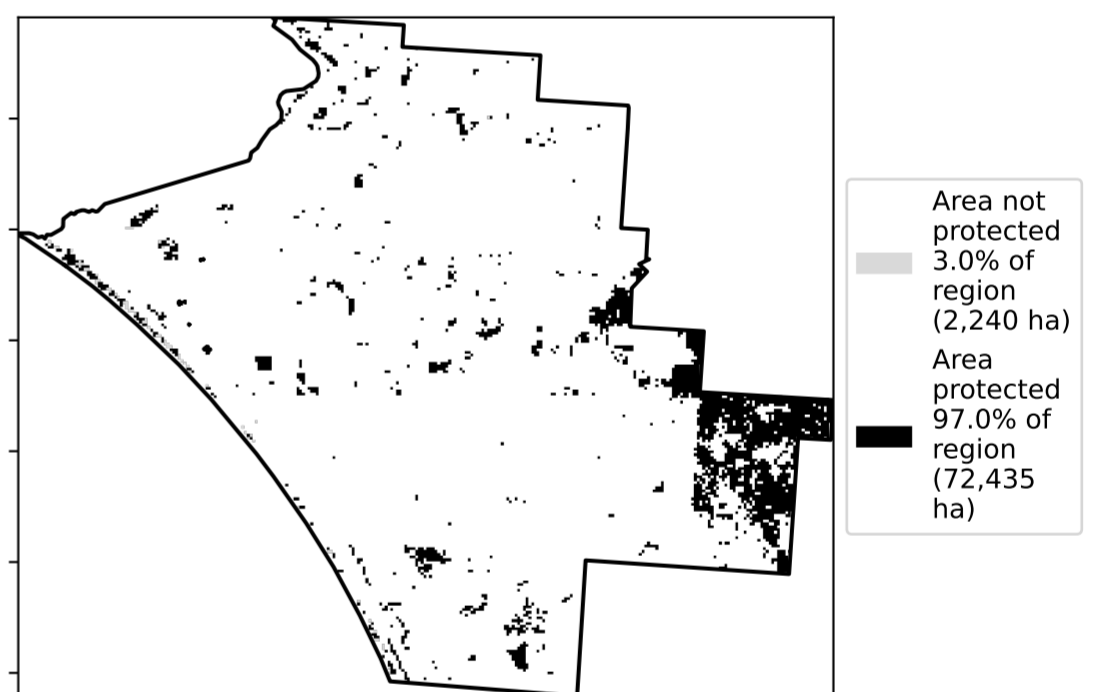 Area not
protected
3.0% of
region
(2,240 ha)
Area
protected
97.0% of
region
(72,435
ha)